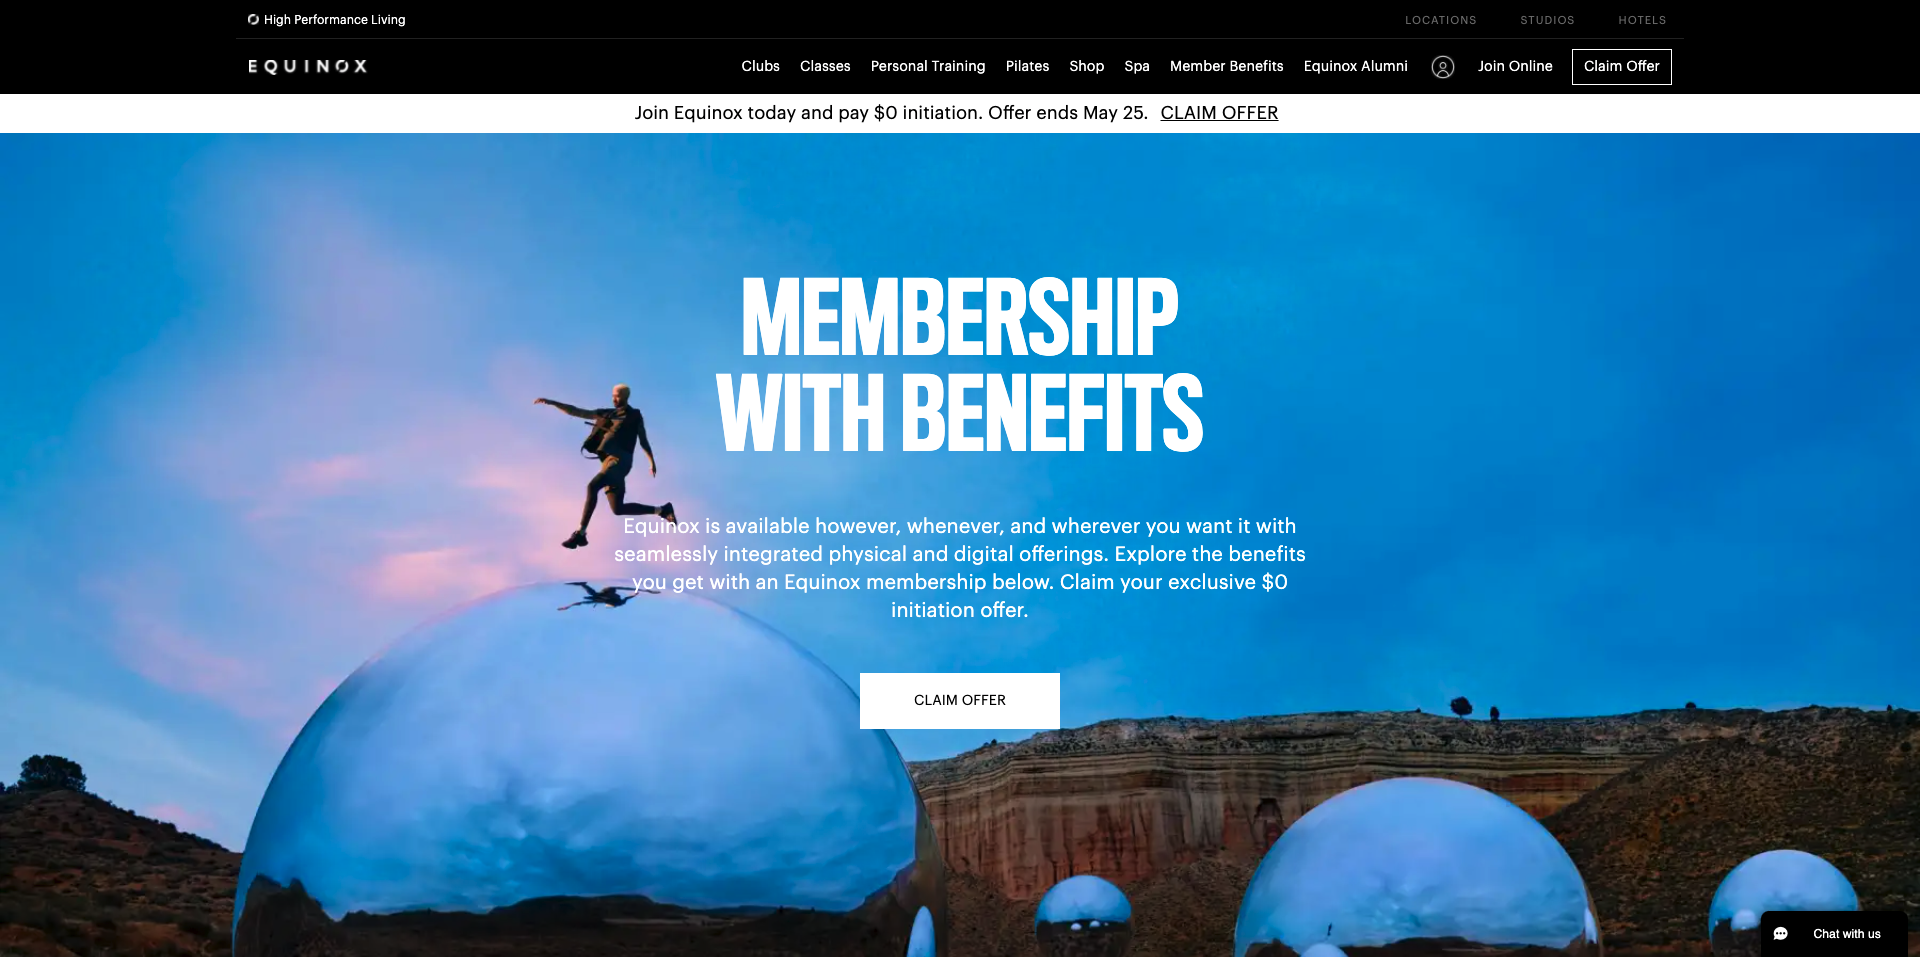 High Performance Living
LOCATIONS STUDIOS HOTELS
EQUINOX
Clubs Classes Personal Training Pilates Shop Spa Member Benefits Equinox Alumni Join Online Claim Offer
Join Equinox today and pay $0 initiation. Offer ends May 25. CLAIM OFFER
MEMBERSHIP
WITH BENEFITS
Equinox is available however, whenever, and wherever you want it with
seamlessly integrated physical and digital offerings. Explore the benefits
you get with an Equinox membership below. Claim your exclusive $0
initiation offer.
CLAIM OFFER
Chat with us